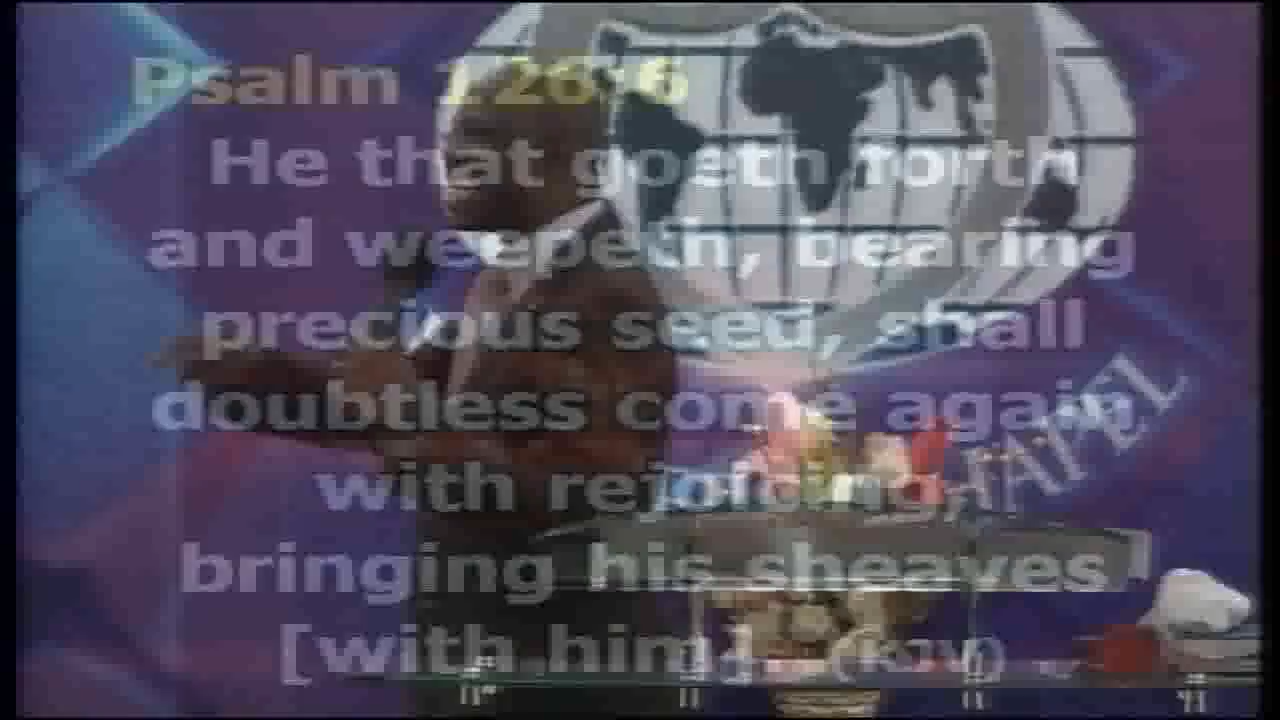 Psalm 126:6
He that goeth forth
and weepeth, bearing
precious seed, shall
doubtless come again
with rejoicing,
bringing his sheaves
[with him]. (KJV)
HAPEL